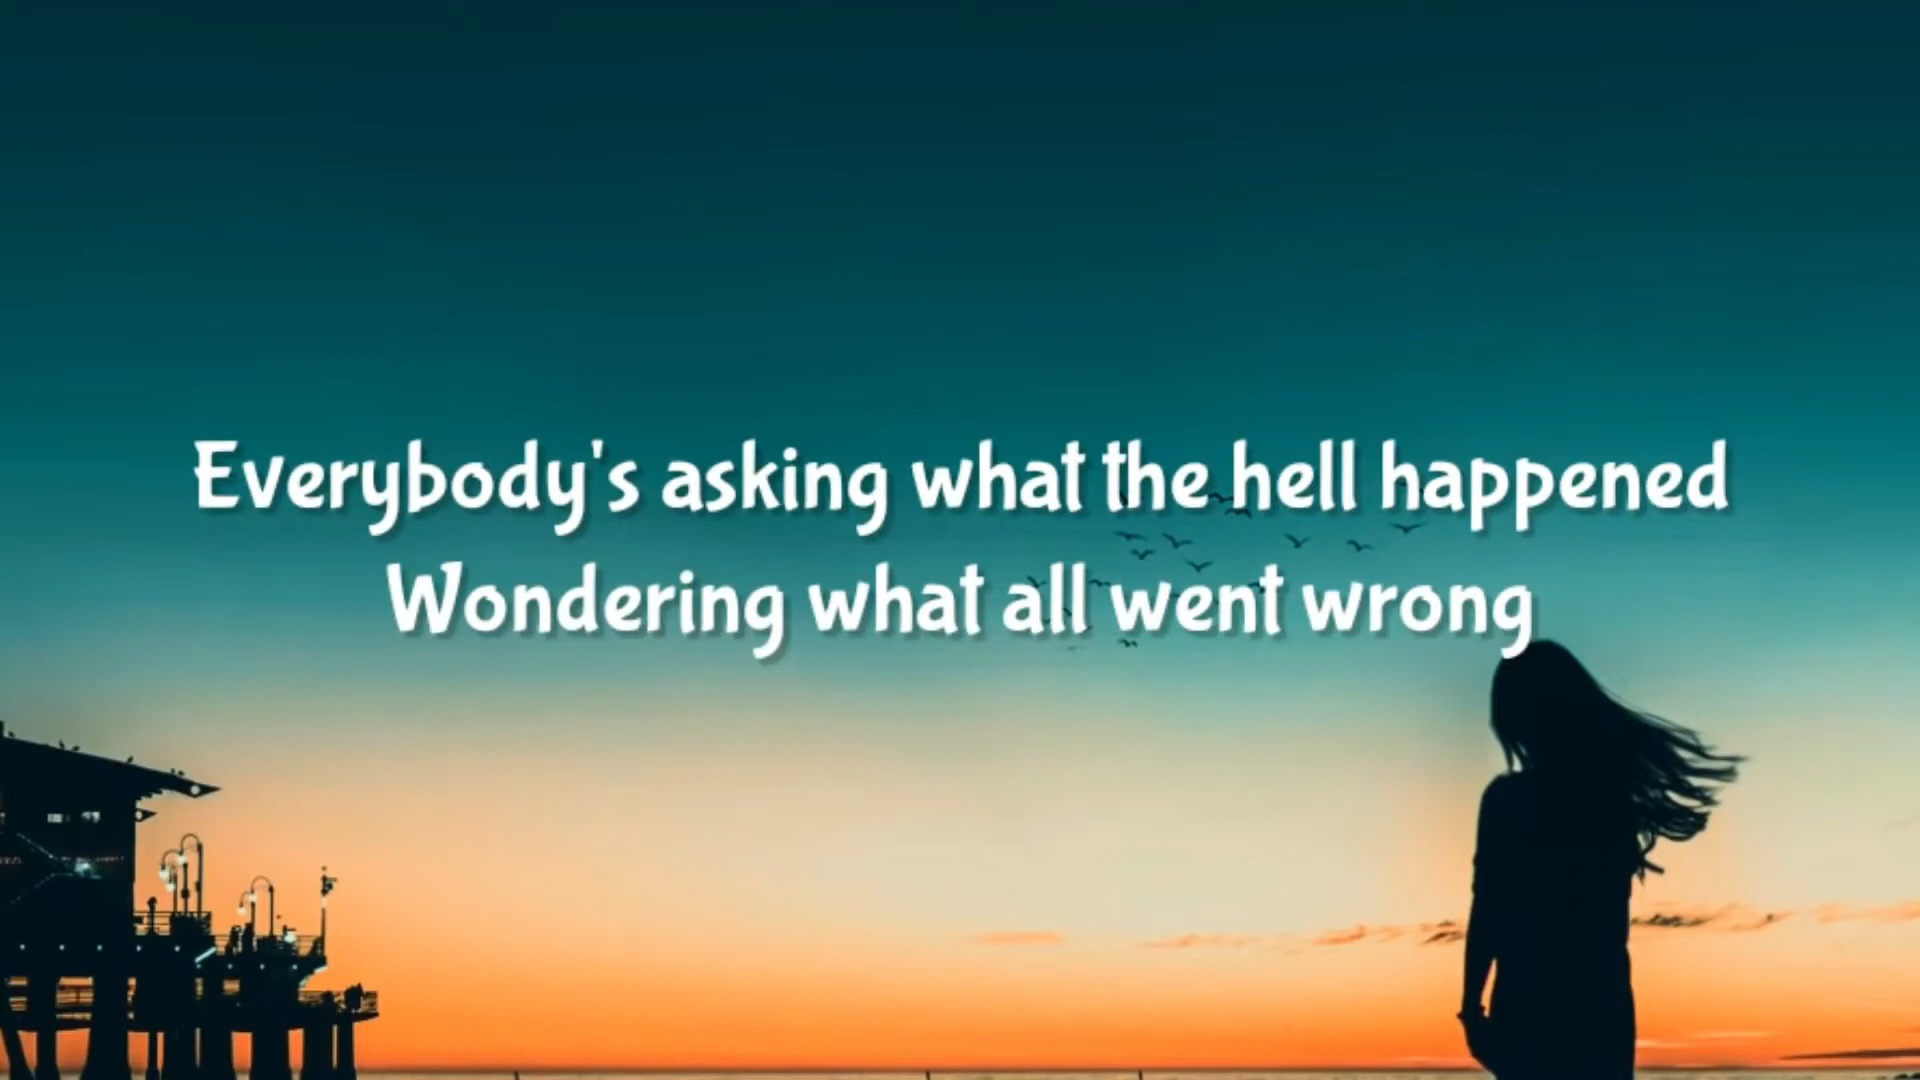 Everybody's asking what the hell happened
Wondering what all went wrong